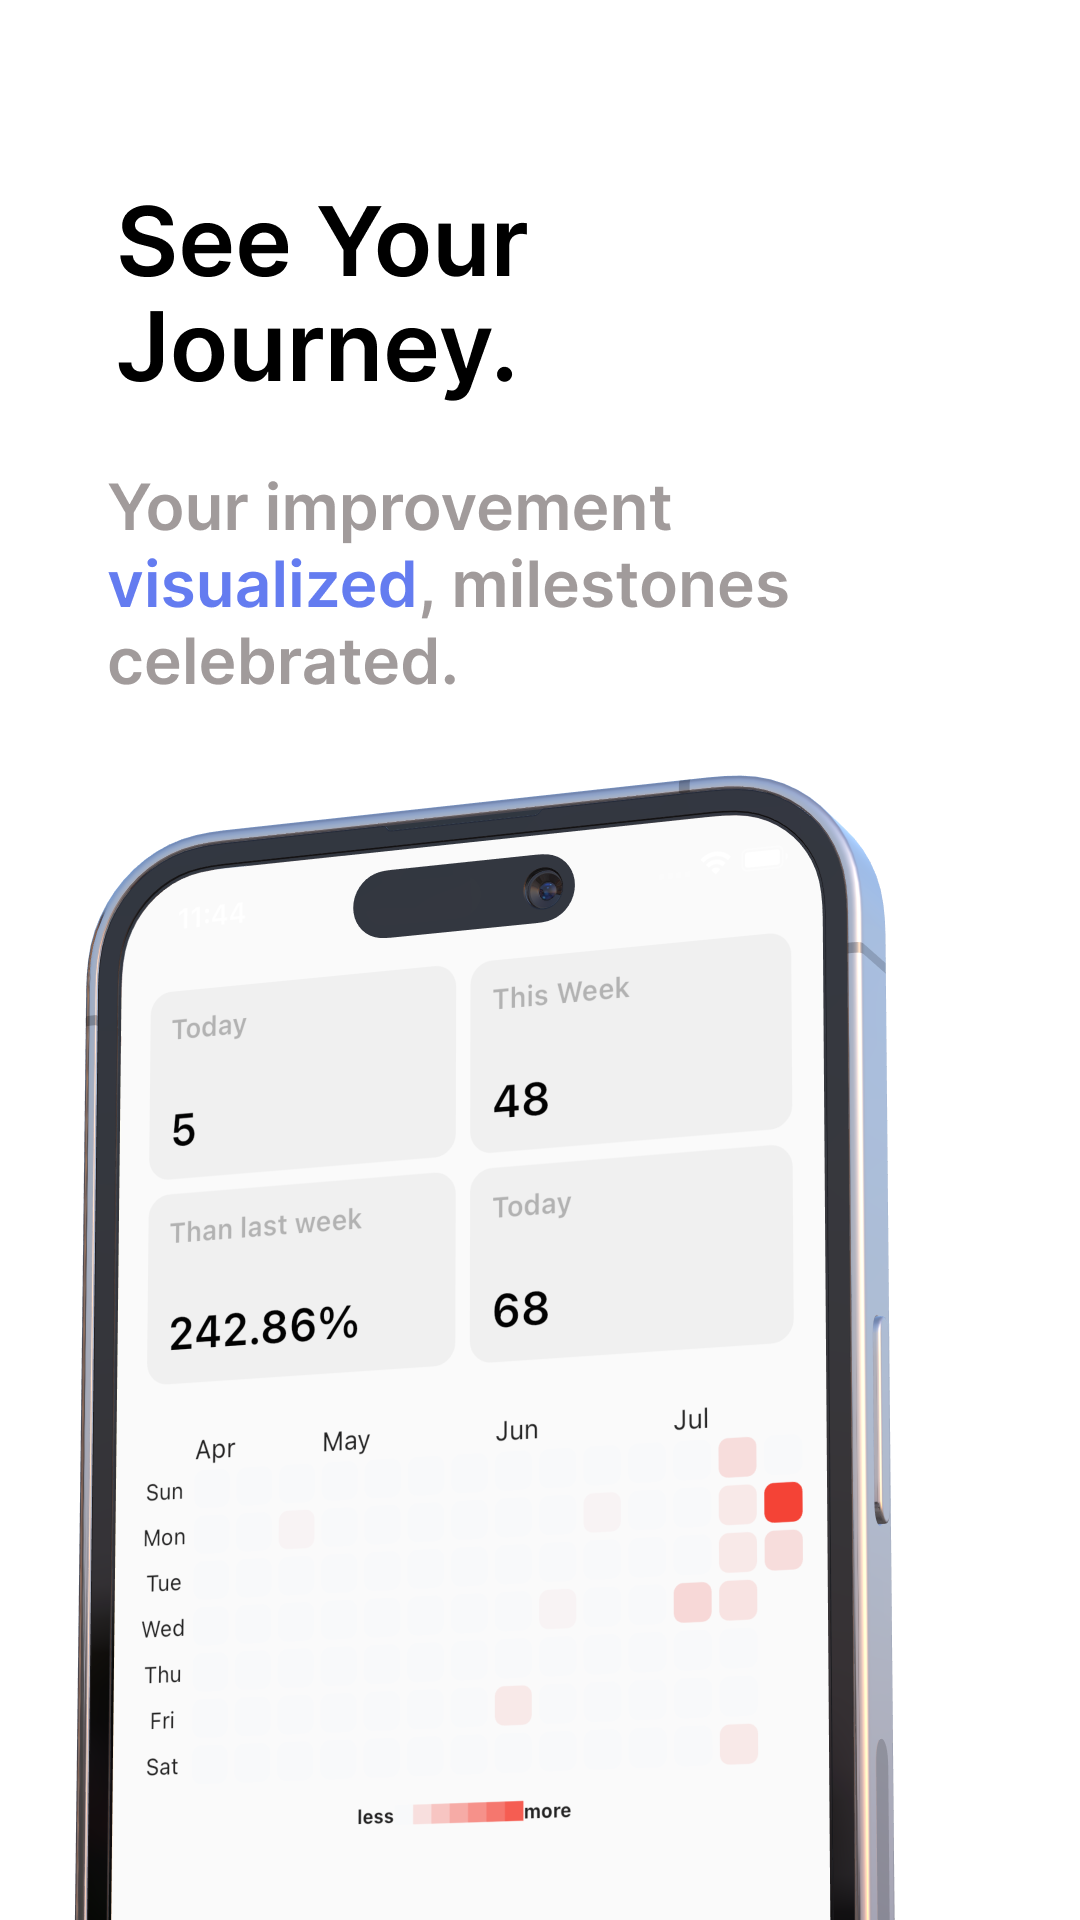 See Your
Journey.
Your improvement
visualized, milestones
celebrated.
11:44
Today
This Week
5
48
Than last week
Today
242.86%
68
Apr May Jun Jul
Sun
Mon
Tue
Wed
Thu
Fri
Sat
less more